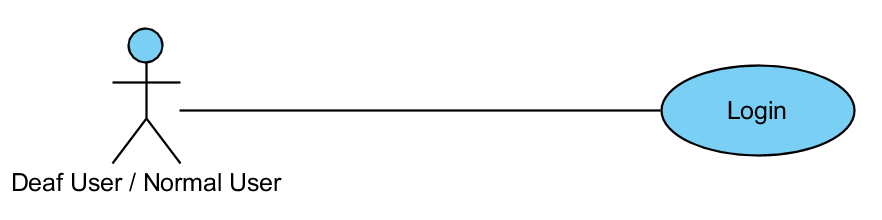 Login
Deaf User / Normal User